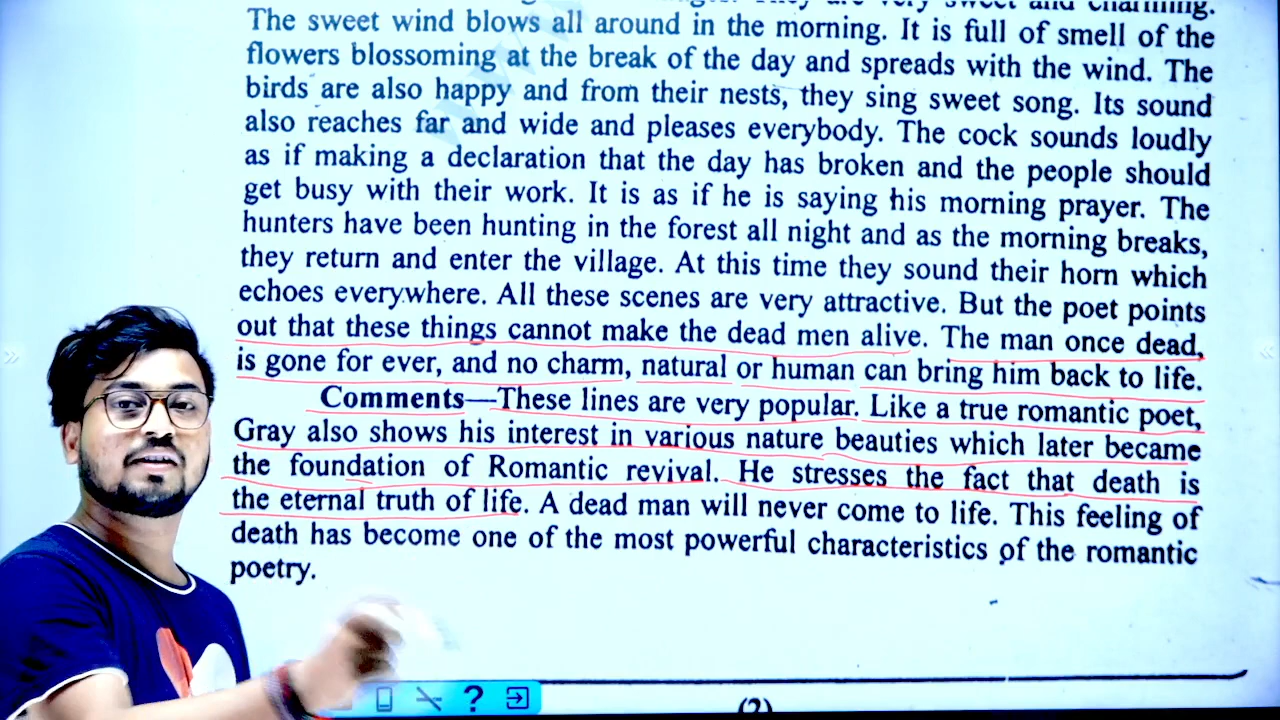 They are very sweet and charming.
The sweet wind blows all around in the morning. It is full of smell of the
flowers blossoming at the break of the day and spreads with the wind. The
birds are also happy and from their nests, they sing sweet song. Its sound
also reaches far and wide and pleases everybody. The cock sounds loudly
as if making a declaration that the day has broken and the people should
get busy with their work. It is as if he is saying his morning prayer. The
hunters have been hunting in the forest all night and as the morning breaks,
they return and enter the village. At this time they sound their horn which
echoes everywhere. All these scenes are very attractive. But the poet points
out that these things cannot make the dead men alive. The man once dead,
is gone for ever, and no charm, natural or human can bring him back to life.
Comments—These lines are very popular. Like a true romantic poet,
Gray also shows his interest in various nature beauties which later became
the foundation of Romantic revival. He stresses the fact that death is
the eternal truth of life. A dead man will never come to life. This feeling of
death has become one of the most powerful characteristics of the romantic
poetry.
?
(2)